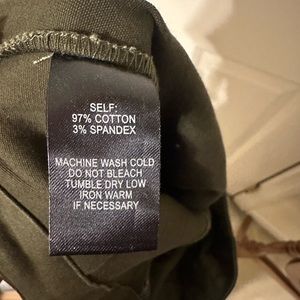 SELF:
97% COTTON
3% SPANDEX
MACHINE WASH COLD
DO NOT BLEACH
TUMBLE DRY LOW
IRON WARM
IF NECESSARY